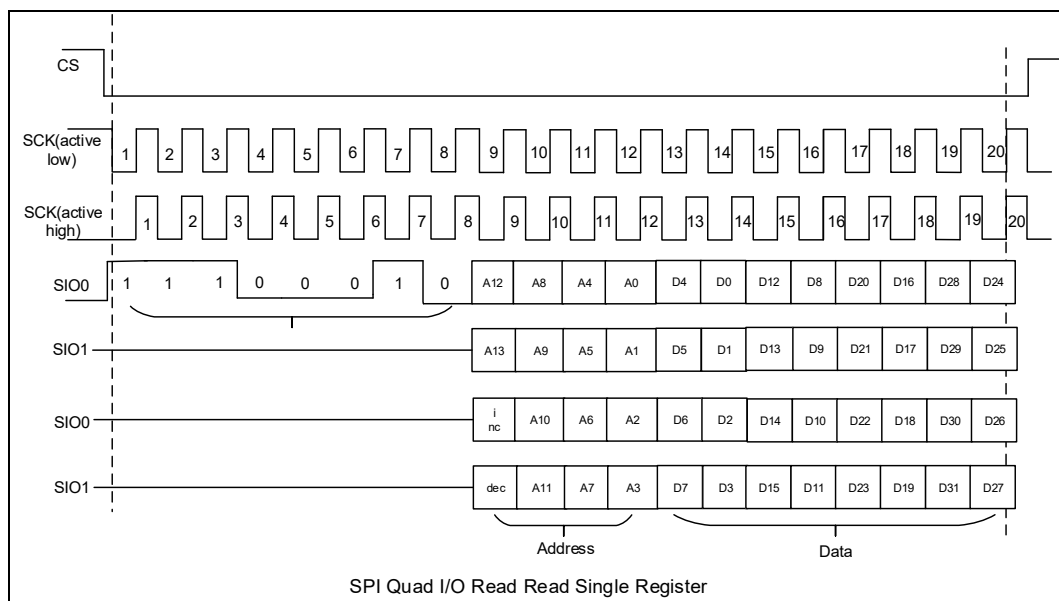 CS
SCK(active
low)
1 2 3 4 5 6 7 8 9 10 11 12 13 14 15 16 17 18 19 20
SCK(active
high)
1 2 3 4 5 6 7 8 9 10 11 12 13 14 15 16 17 18 19 20
SIO0 1 1 1 0 0 0 1 0 A12 A8 A4 A0 D4 D0 D12 D8 D20 D16 D28 D24
SIO1 A13 A9 A5 A1 D5 D1 D13 D9 D21 D17 D29 D25
SIO0 i
nc A10 A6 A2 D6 D2 D14 D10 D22 D18 D30 D26
SIO1 dec A11 A7 A3 D7 D3 D15 D11 D23 D19 D31 D27
Address Data
SPI Quad I/O Read Read Single Register